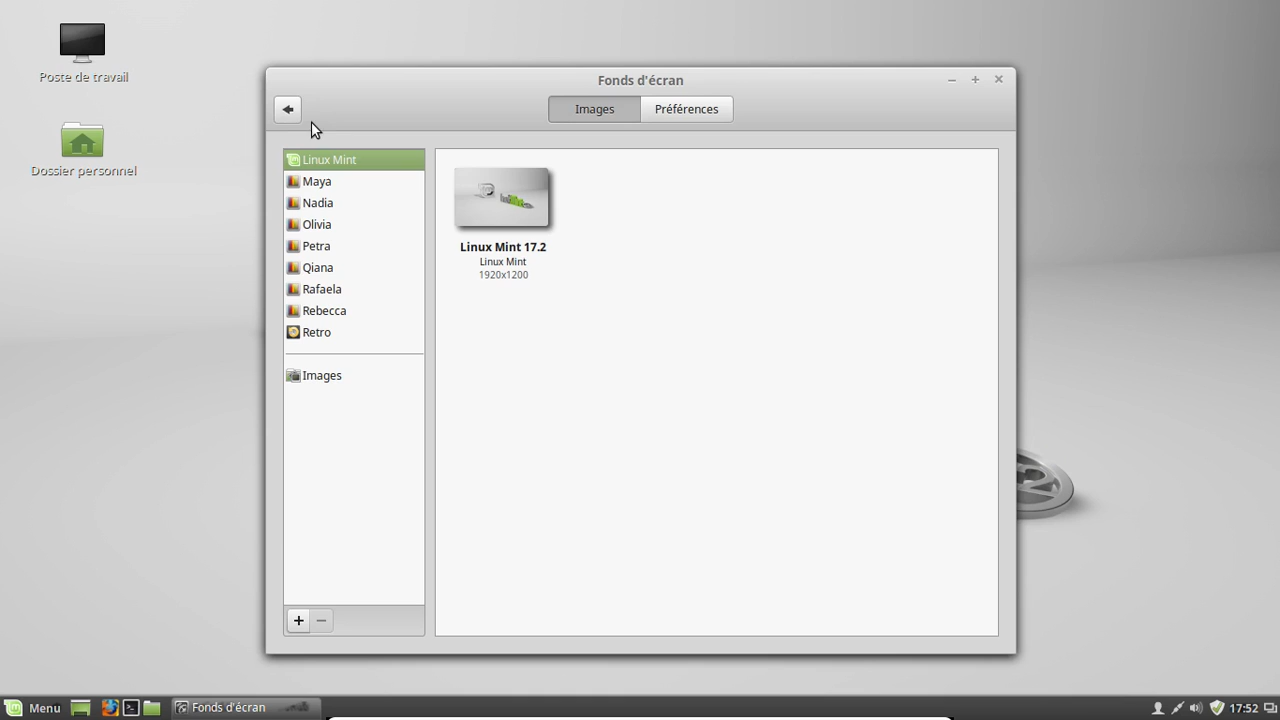 Poste de travail
Dossier personnel
Fonds d'écran
Images
Préférences
Linux Mint
Maya
Nadia
Olivia
Petra
Qiana
Rafaela
Rebecca
Retro
Images
Linux Mint 17.2
Linux Mint
1920x1200
Menu
Fonds d'écran
17:52